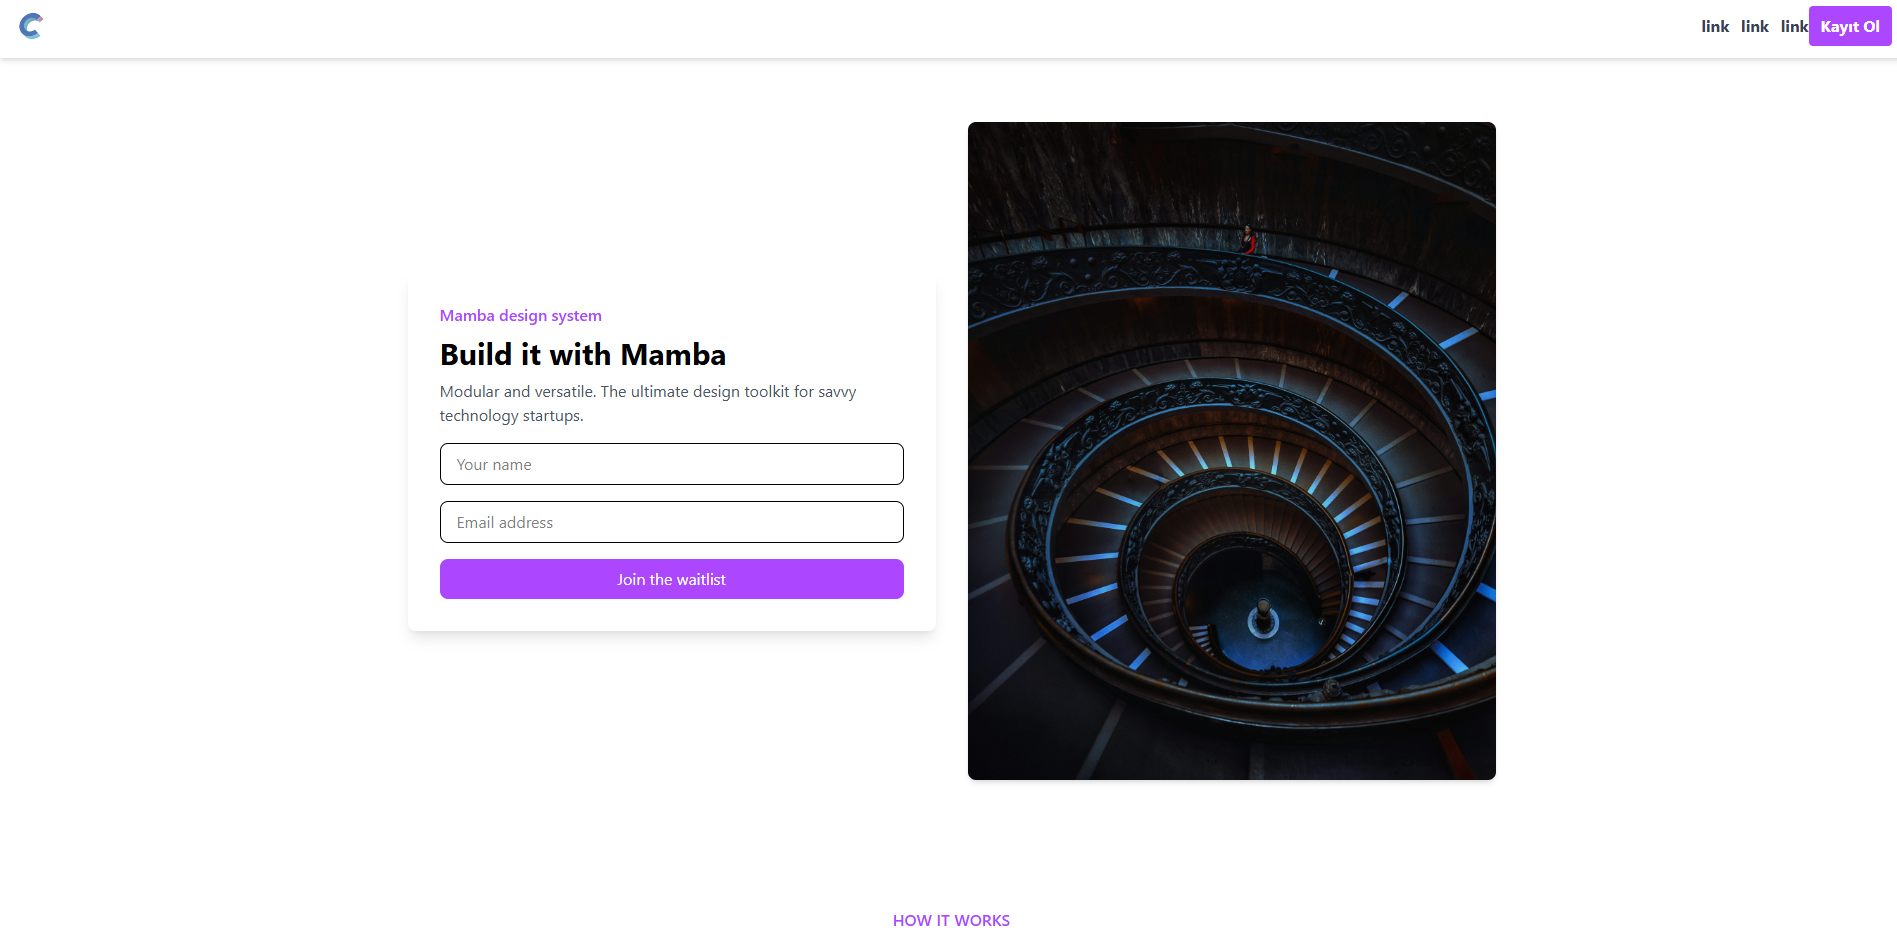 link link link Kayıt Ol
Mamba design system
Build it with Mamba
Modular and versatile. The ultimate design toolkit for savvy
technology startups.
Your name
Email address
Join the waitlist
HOW IT WORKS